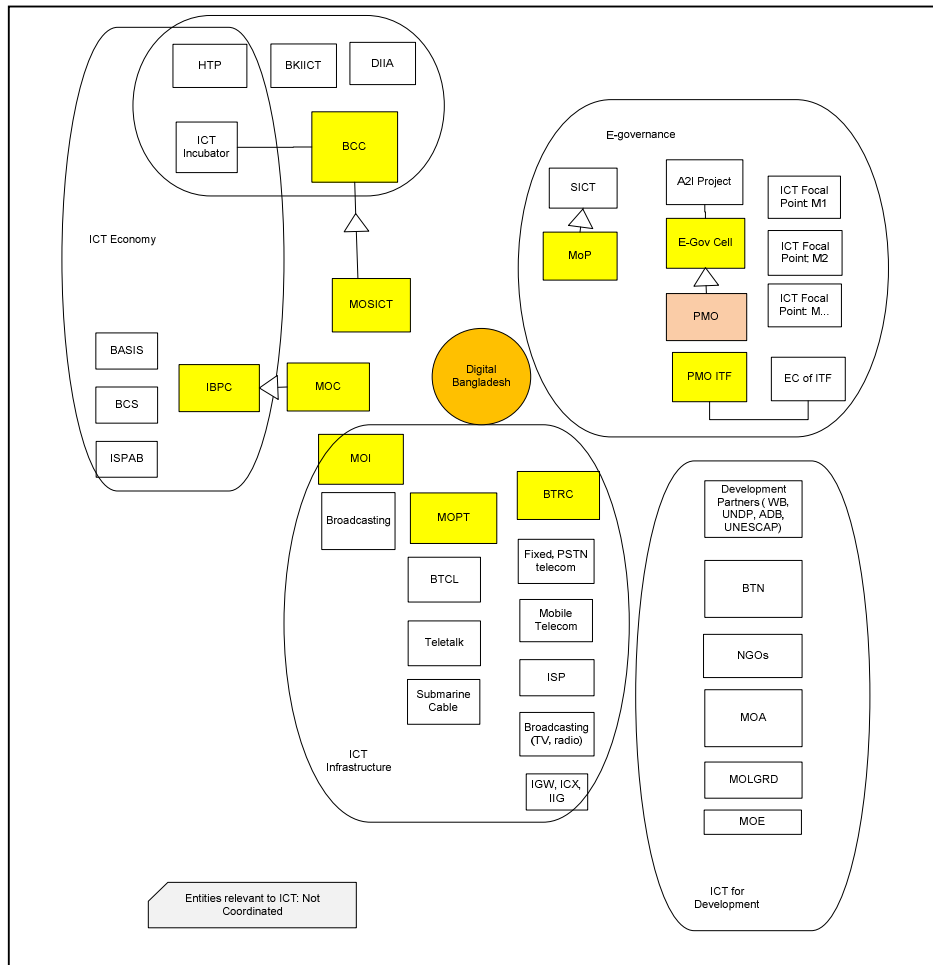 HTP
BKIICT
DIIA
ICT
Incubator
BCC
ICT Economy
MOSICT
BASIS
IBPC
MOC
BCS
ISPAB
Digital
Bangladesh
E-governance
SICT
A2I Project
ICT Focal
Point: M1
MoP
E-Gov Cell
ICT Focal
Point: M2
PMO
ICT Focal
Point: M...
PMO ITF
EC of ITF
MOI
MOPT
BTRC
Broadcasting
BTCL
Fixed, PSTN
telecom
Teletalk
Mobile
Telecom
Submarine
Cable
ISP
Broadcasting
(TV, radio)
ICT
Infrastructure
IGW, ICX,
IIG
Development
Partners ( WB,
UNDP, ADB,
UNESCAP)
BTN
NGOs
MOA
MOLGRD
MOE
ICT for
Development
Entities relevant to ICT: Not
Coordinated